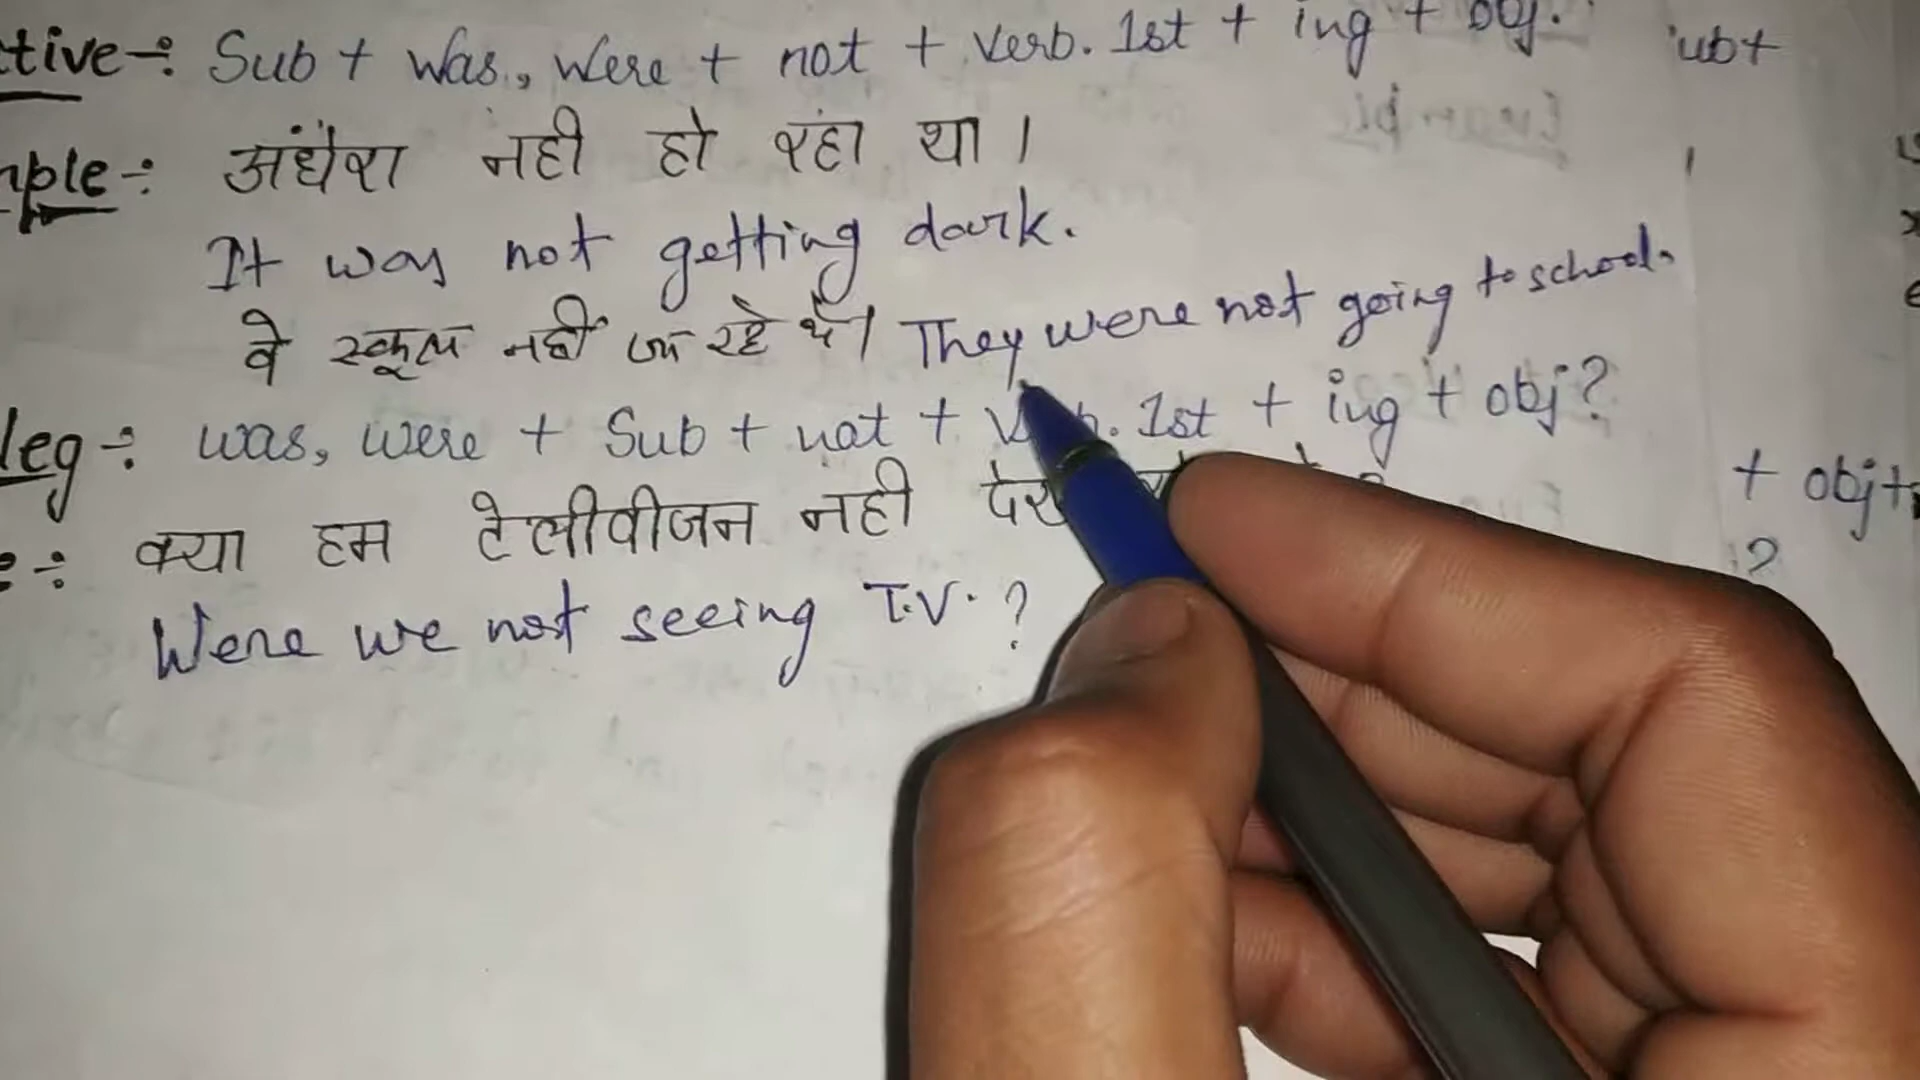 tive÷ Sub + was, were + not + verb. 1st + ing + obj.
mple÷ अंधेरा नही हो रहा था।
It was not getting dark.
वे स्कूल नहीं जा रहे थे। They were not going to school.
leg÷ was, were + Sub + not + 1st + ing + obj?
क्या हम टेलीवीजन नही
Were we not seeing T.V.?
ub+
+ obj+
?